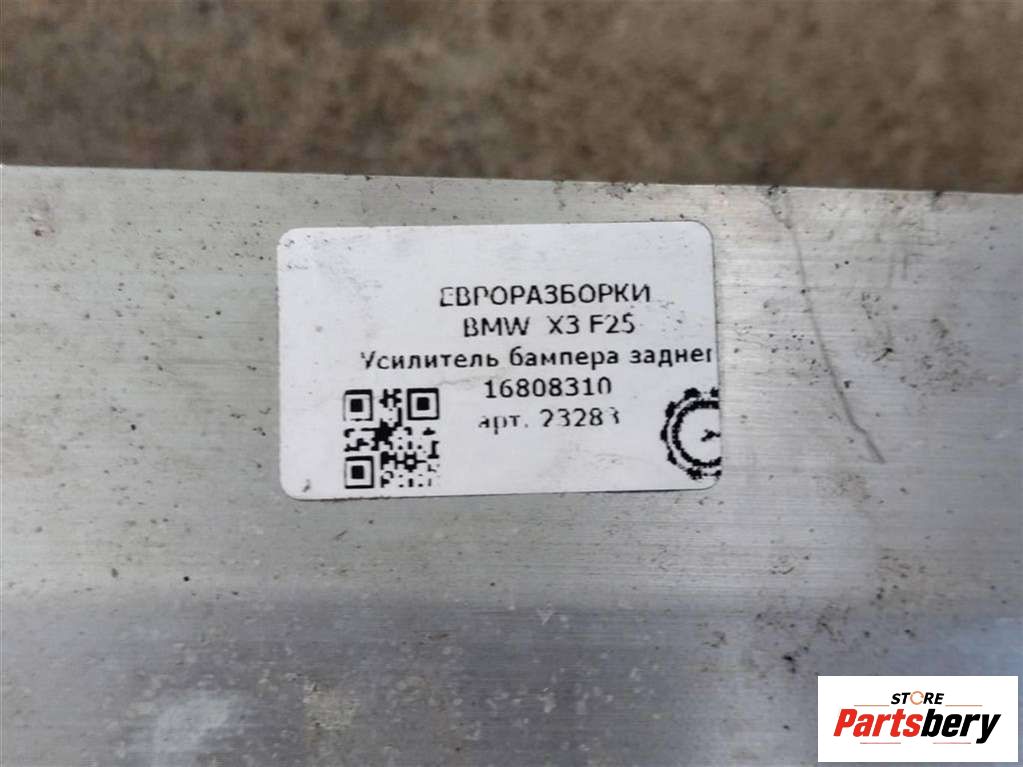 ЕВРОРАЗБОРКИ
BMW X3 F25
Усилитель бампера заднег
16808310
арт. 23283
STORE
Partsbery